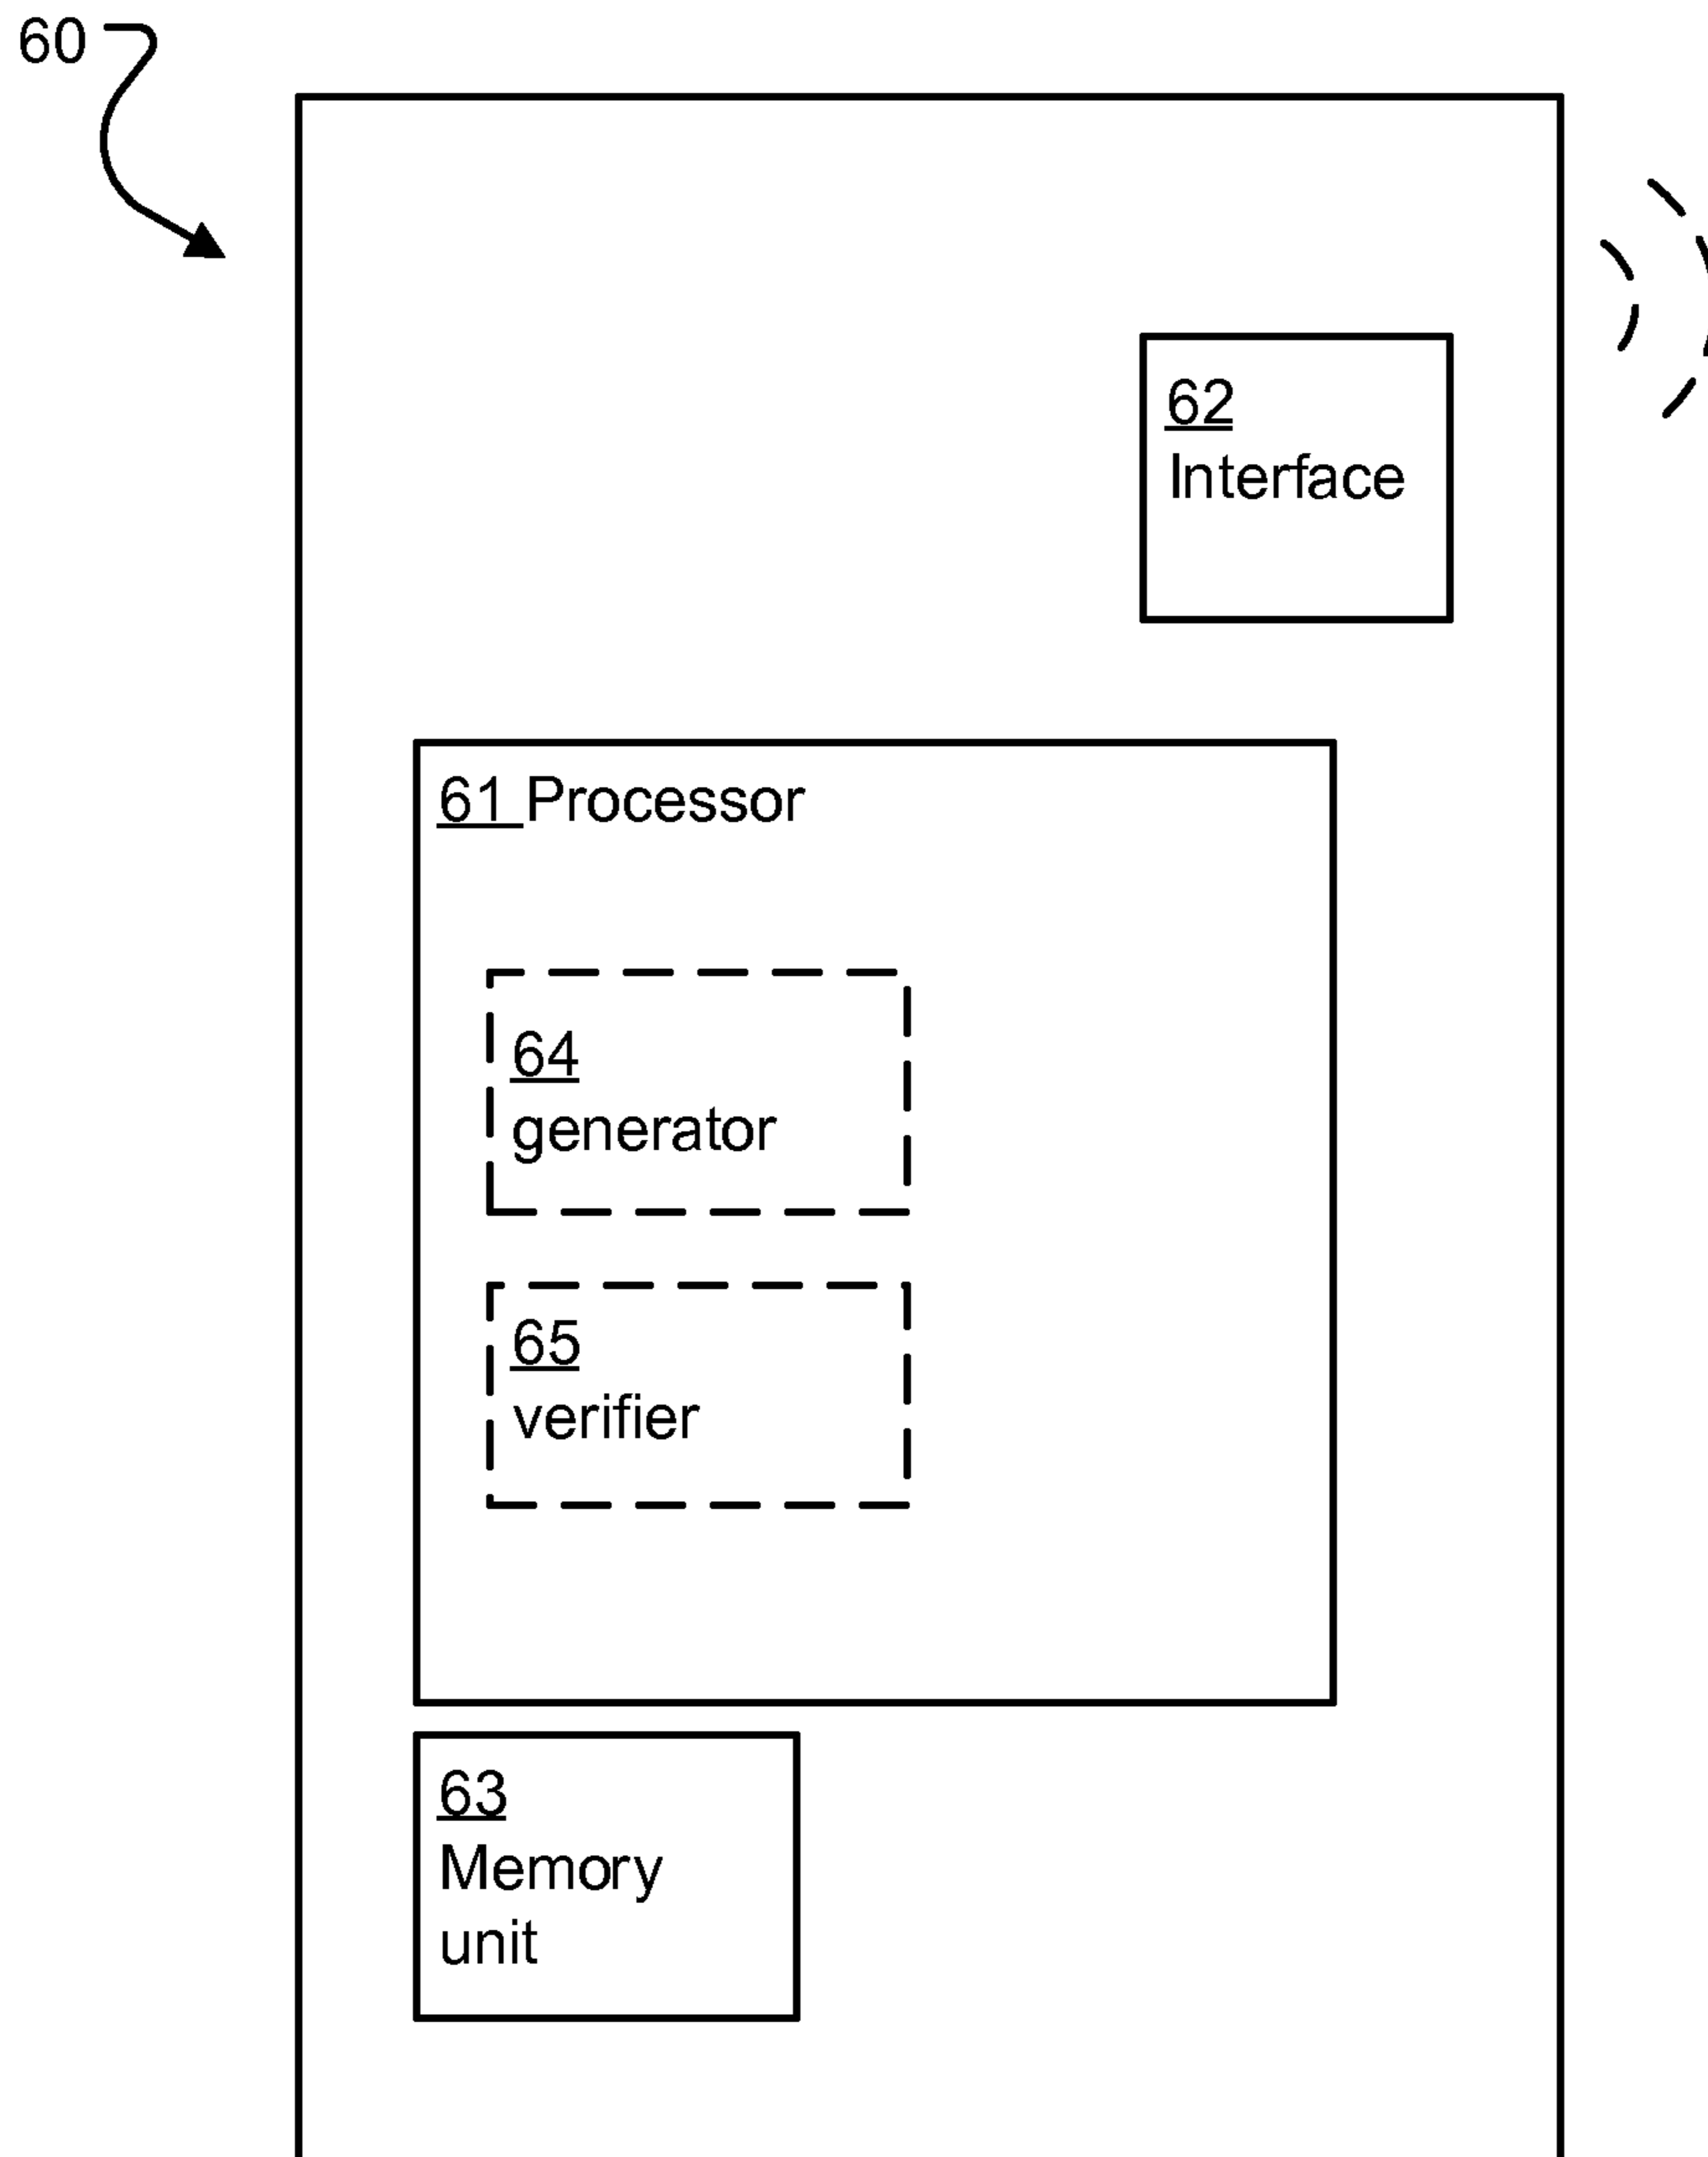 60
62
Interface
61 Processor
64
generator
65
verifier
63
Memory
unit